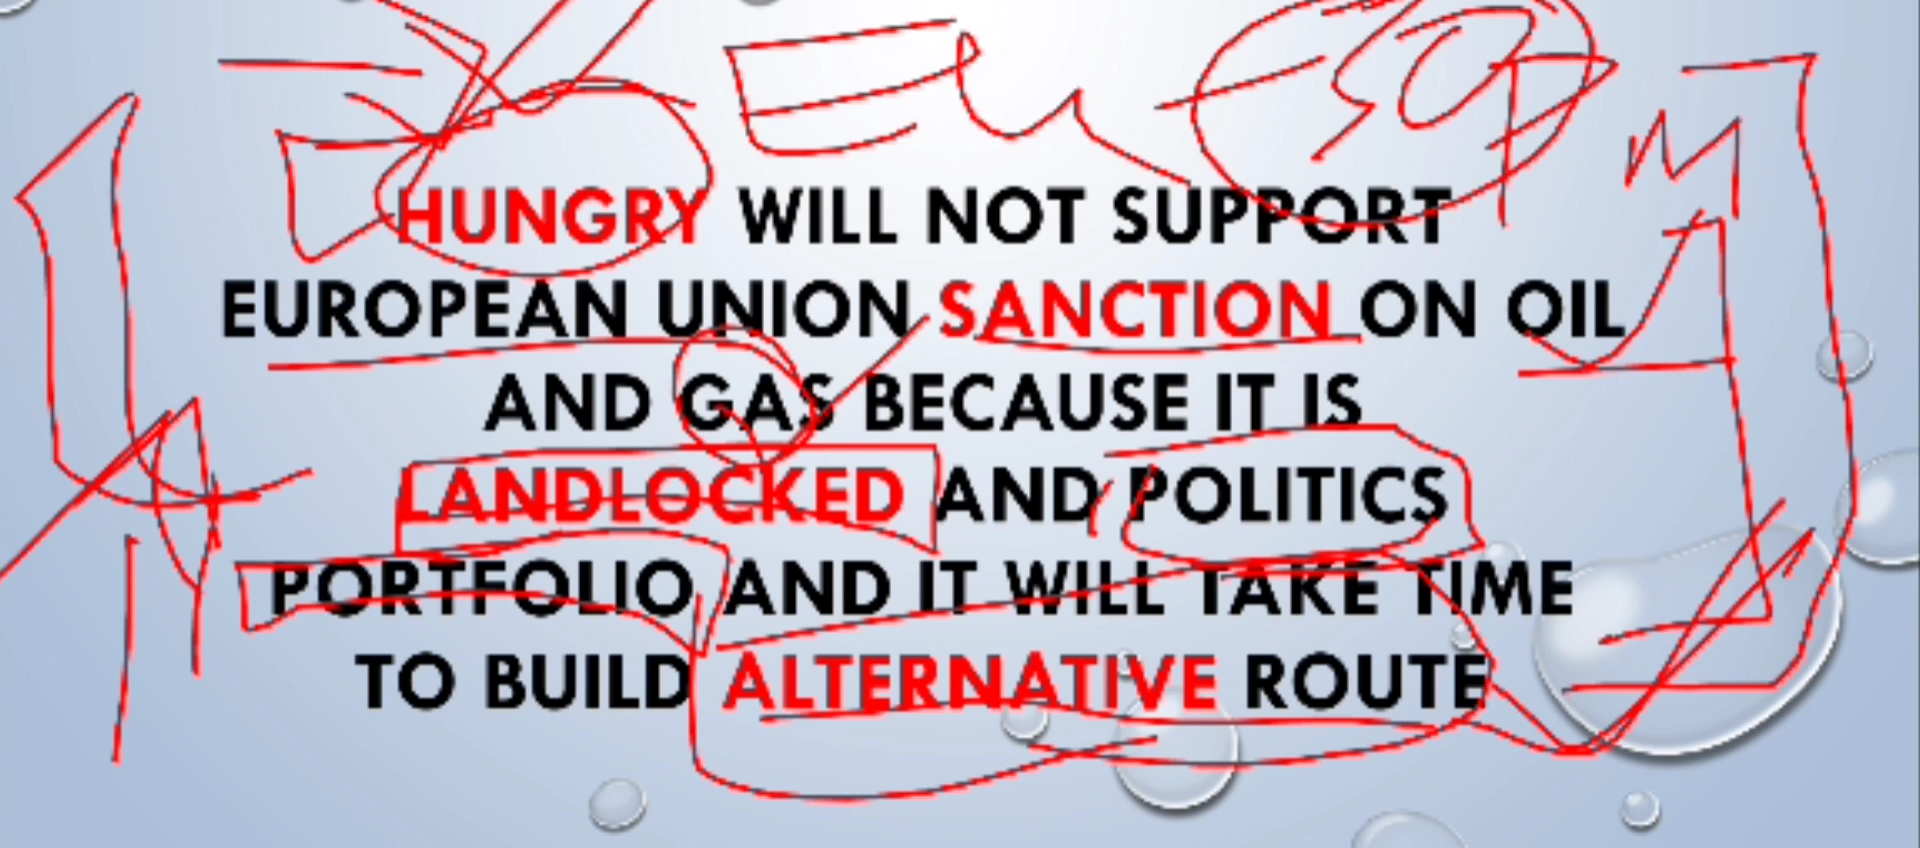 EU
HUNGRY WILL NOT SUPPORT
EUROPEAN UNION SANCTION ON OIL
AND GAS BECAUSE IT IS
LANDLOCKED AND POLITICS
PORTFOLIO AND IT WILL TAKE TIME
TO BUILD ALTERNATIVE ROUTE